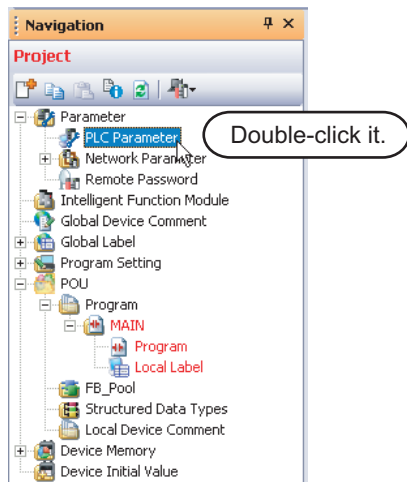 Navigation
Project
Parameter
PLC Parameter
Double-click it.
Network Parameter
Remote Password
Intelligent Function Module
Global Device Comment
Global Label
Program Setting
POU
Program
MAIN
Program
Local Label
FB_Pool
Structured Data Types
Local Device Comment
Device Memory
Device Initial Value